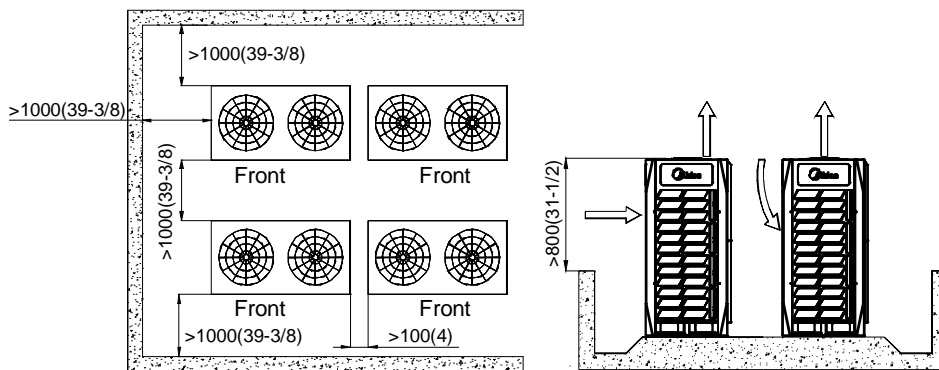 >1000(39-3/8)
>1000(39-3/8)
Front
Front
>1000(39-3/8)
Front
Front
>1000(39-3/8)
>100(4)
>800(31-1/2)
Midea
Midea